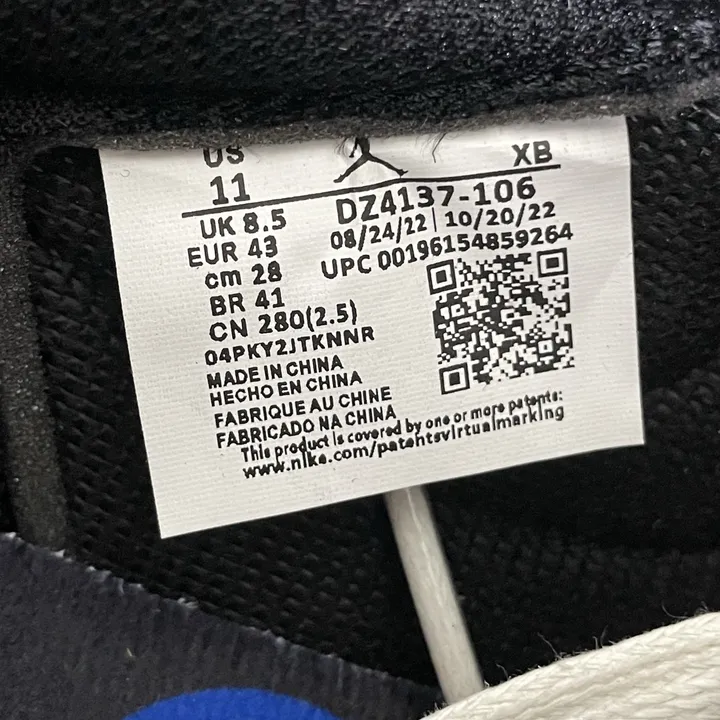 US XB
11
DZ4137-106
UK 8.5
08/24/22 | 10/20/22
EUR 43
UPC 00196154859264
cm 28
BR 41
CN 280(2.5)
04PKY2JTKNNR
MADE IN CHINA
HECHO EN CHINA
FABRIQUE AU CHINE
FABRICADO NA CHINA
This product is covered by one or more patents:
www.nike.com/patentsvirtualmarking